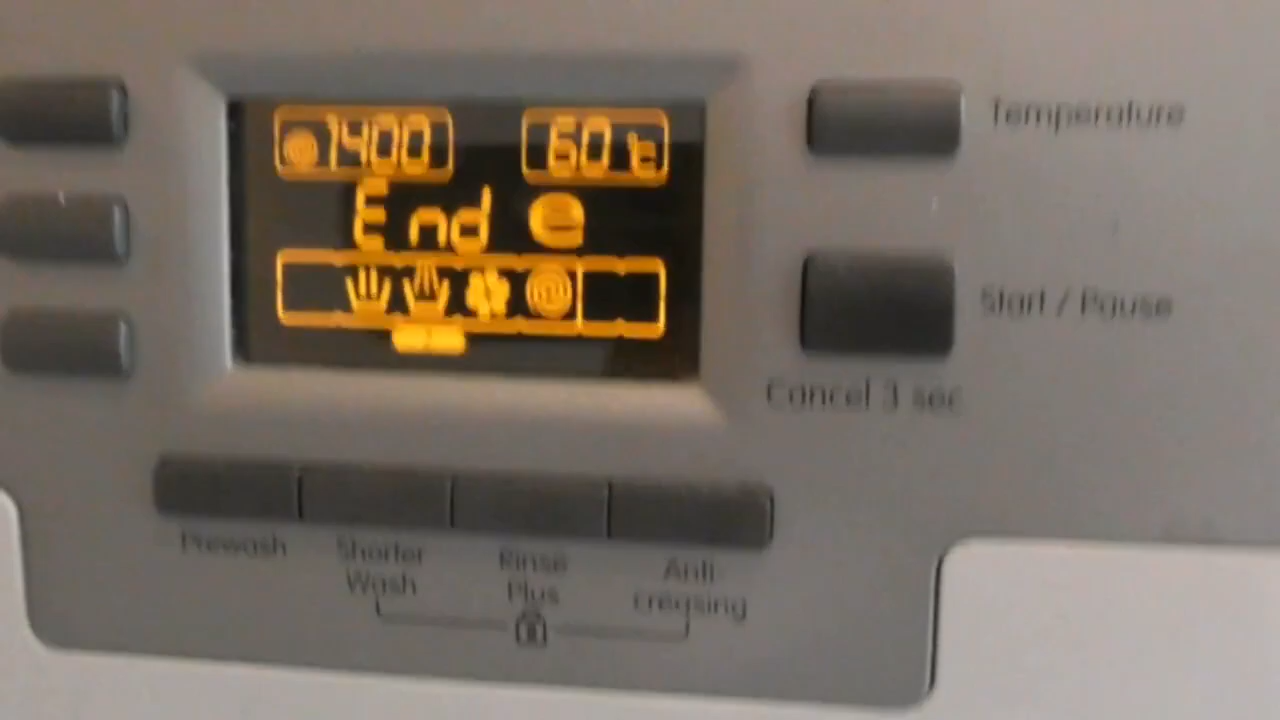 1400 60 °C
End
Temperature
Start / Pause
Cancel 3 sec
Prewash
Shorter Wash
Rinse Plus
Anti-creasing